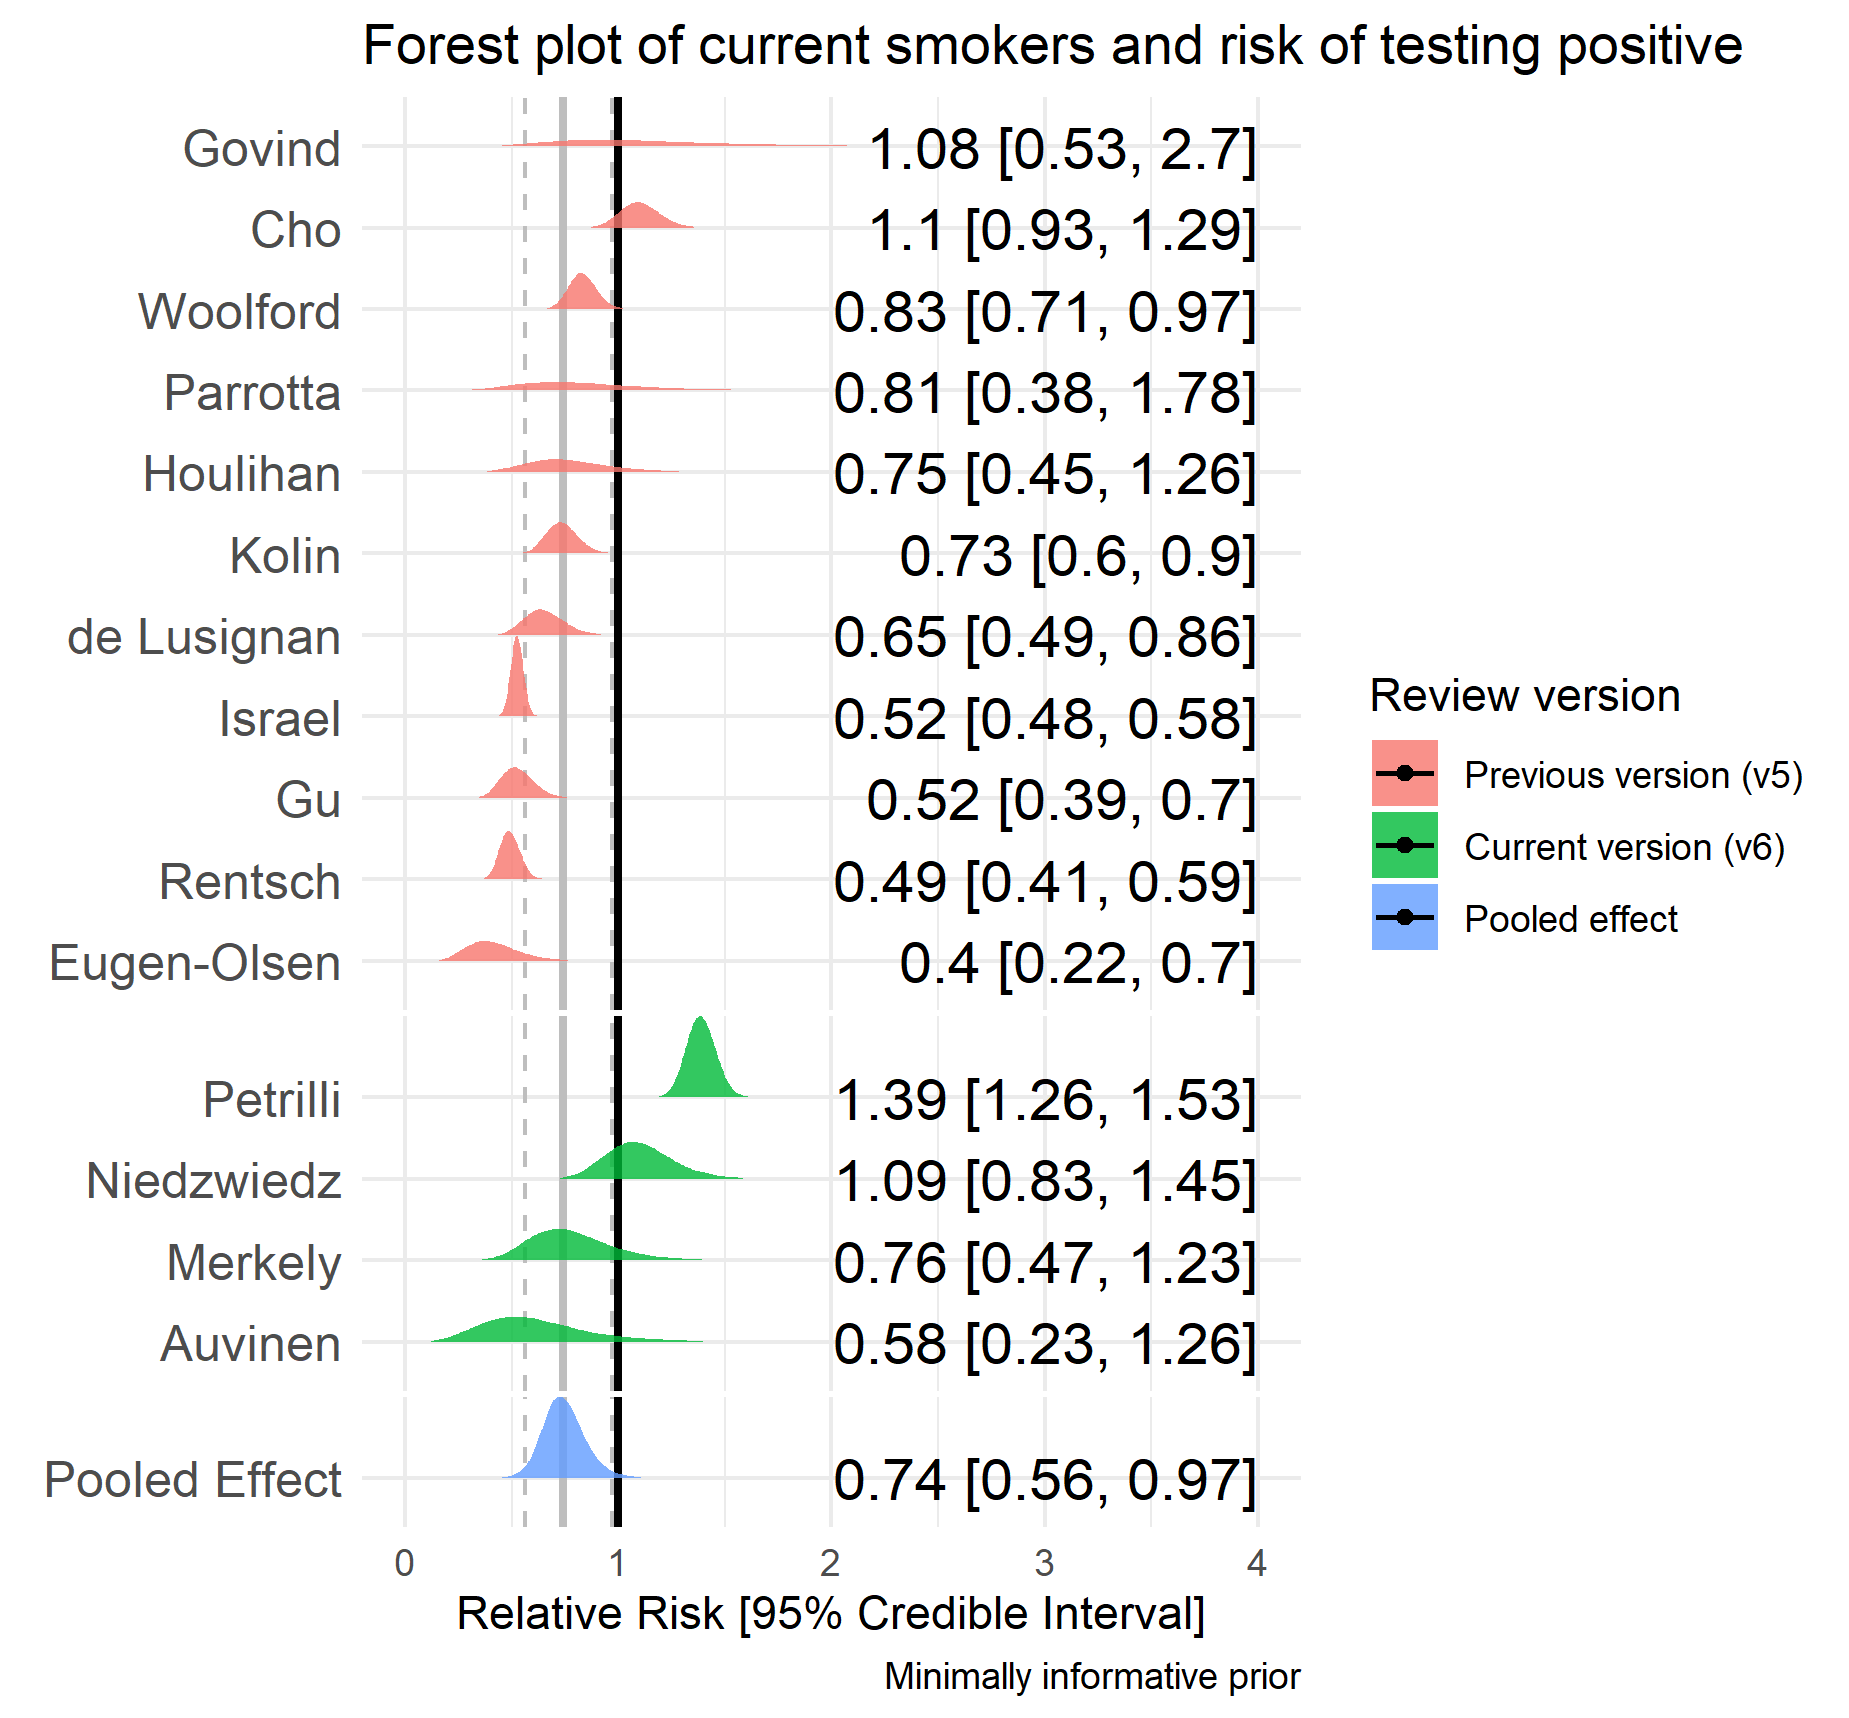 Forest plot of current smokers and risk of testing positive
Govind 1.08 [0.53, 2.7]
Cho 1.1 [0.93, 1.29]
Woolford 0.83 [0.71, 0.97]
Parrotta 0.81 [0.38, 1.78]
Houlihan 0.75 [0.45, 1.26]
Kolin 0.73 [0.6, 0.9]
de Lusignan 0.65 [0.49, 0.86]
Israel 0.52 [0.48, 0.58]
Gu 0.52 [0.39, 0.7]
Rentsch 0.49 [0.41, 0.59]
Eugen-Olsen 0.4 [0.22, 0.7]
Petrilli 1.39 [1.26, 1.53]
Niedzwiedz 1.09 [0.83, 1.45]
Merkely 0.76 [0.47, 1.23]
Auvinen 0.58 [0.23, 1.26]
Pooled Effect 0.74 [0.56, 0.97]
0 1 2 3 4
Relative Risk [95% Credible Interval]
Minimally informative prior
Review version
Previous version (v5)
Current version (v6)
Pooled effect